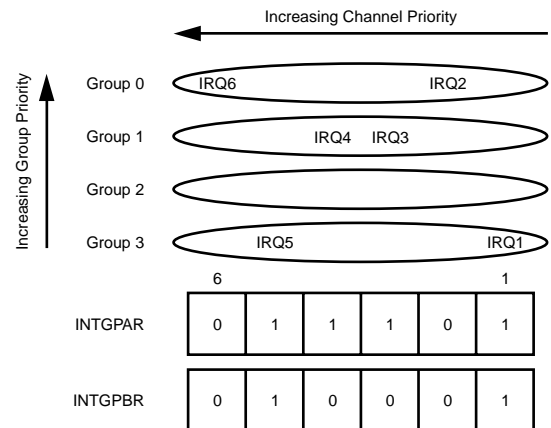 Increasing Channel Priority
Increasing Group Priority
Group 0 IRQ6 IRQ2
Group 1 IRQ4 IRQ3
Group 2
Group 3 IRQ5 IRQ1
6 1
INTGPAR 0 1 1 1 0 1
INTGPBR 0 1 0 0 0 1